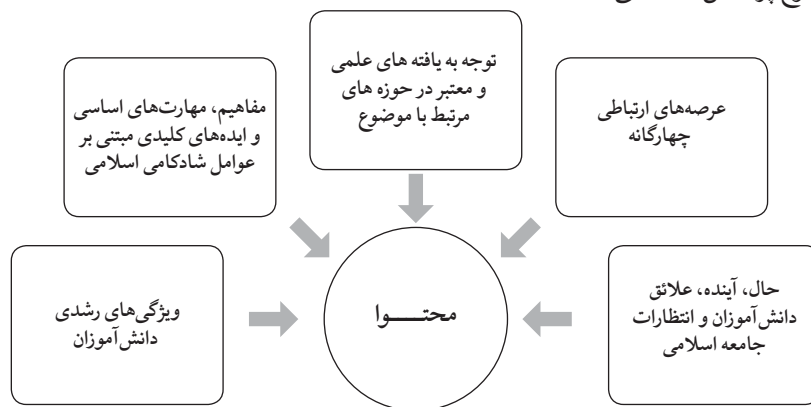 توجه به یافته های علمی
و معتبر در حوزه های
مرتبط با موضوع
عرصه‌های ارتباطی
چهارگانه
مفاهیم، مهارت‌های اساسی
و ایده‌های کلیدی مبتنی بر
عوامل شادکامی اسلامی
حال، آینده، علائق
دانش‌آموزان و انتظارات
جامعه اسلامی
محتـــوا
ویژگی‌های رشدی
دانش‌آموزان